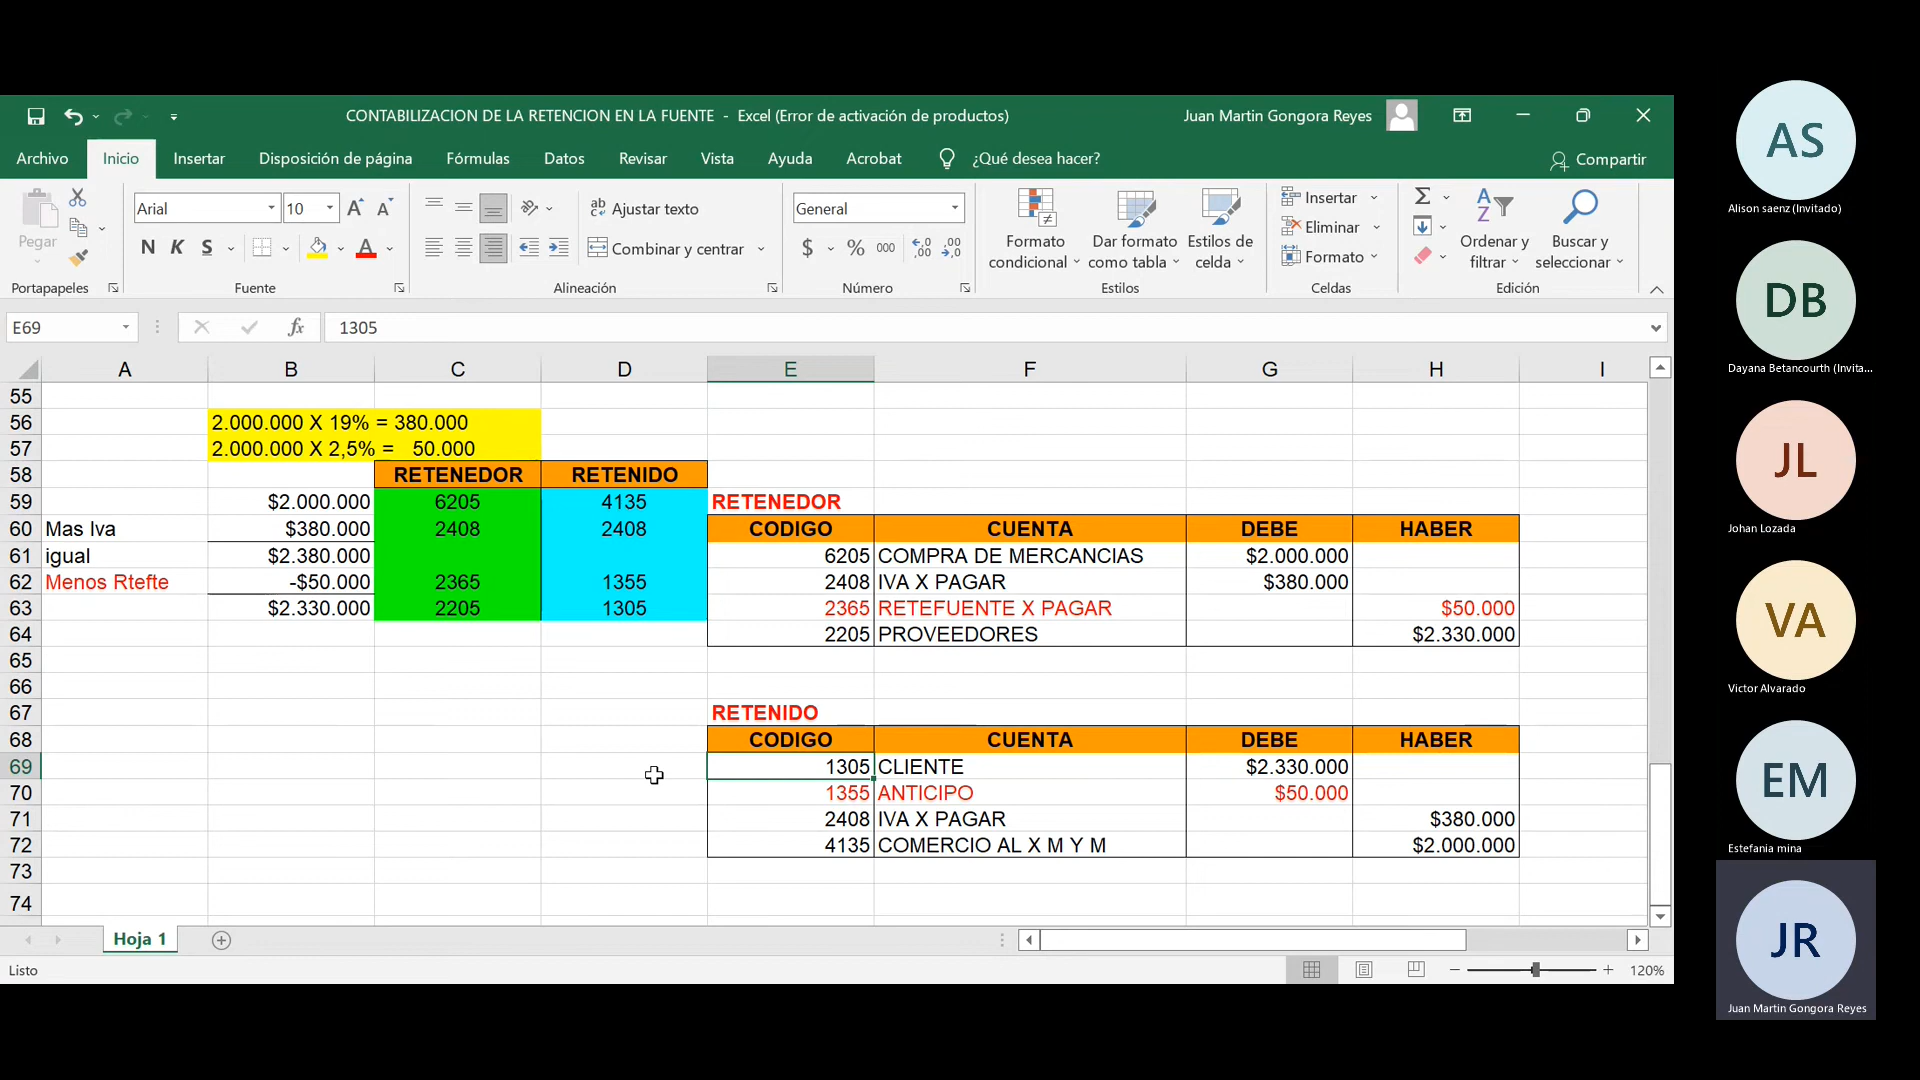 CONTABILIZACION DE LA RETENCION EN LA FUENTE - Excel (Error de activación de productos)
Juan Martin Gongora Reyes
Archivo Inicio Insertar Disposición de página Fórmulas Datos Revisar Vista Ayuda Acrobat ¿Qué desea hacer? Compartir
Pegar
Portapapeles
Arial 10
N K S
Fuente
Ajustar texto
Combinar y centrar
Alineación
General
$ % 000
Número
Formato condicional
Dar formato como tabla
Estilos de celda
Estilos
Insertar
Eliminar
Formato
Celdas
Ordenar y filtrar
Buscar y seleccionar
Edición
E69 fx 1305
A B C D E F G H I
55
56 2.000.000 X 19% = 380.000
57 2.000.000 X 2,5% = 50.000
58 RETENEDOR RETENIDO
59 $2.000.000 6205 4135 RETENEDOR
60 Mas Iva $380.000 2408 2408 CODIGO CUENTA DEBE HABER
61 igual $2.380.000 6205 COMPRA DE MERCANCIAS $2.000.000
62 Menos Rtefte -$50.000 2365 1355 2408 IVA X PAGAR $380.000
63 $2.330.000 2205 1305 2365 RETEFUENTE X PAGAR $50.000
64 2205 PROVEEDORES $2.330.000
65
66
67 RETENIDO
68 CODIGO CUENTA DEBE HABER
69 1305 CLIENTE $2.330.000
70 1355 ANTICIPO $50.000
71 2408 IVA X PAGAR $380.000
72 4135 COMERCIO AL X M Y M $2.000.000
73
74
Hoja 1
Listo
120%
AS
Alison saenz (Invitado)
DB
Dayana Betancourth (Invita...
JL
Johan Lozada
VA
Victor Alvarado
EM
Estefania mina
JR
Juan Martin Gongora Reyes